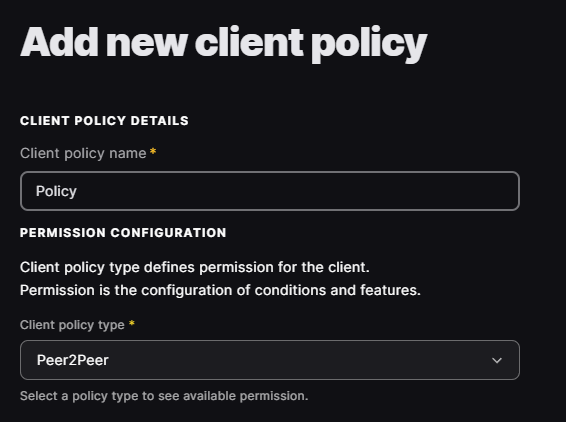 Add new client policy
CLIENT POLICY DETAILS
Client policy name *
Policy
PERMISSION CONFIGURATION
Client policy type defines permission for the client.
Permission is the configuration of conditions and features.
Client policy type *
Peer2Peer
Select a policy type to see available permission.